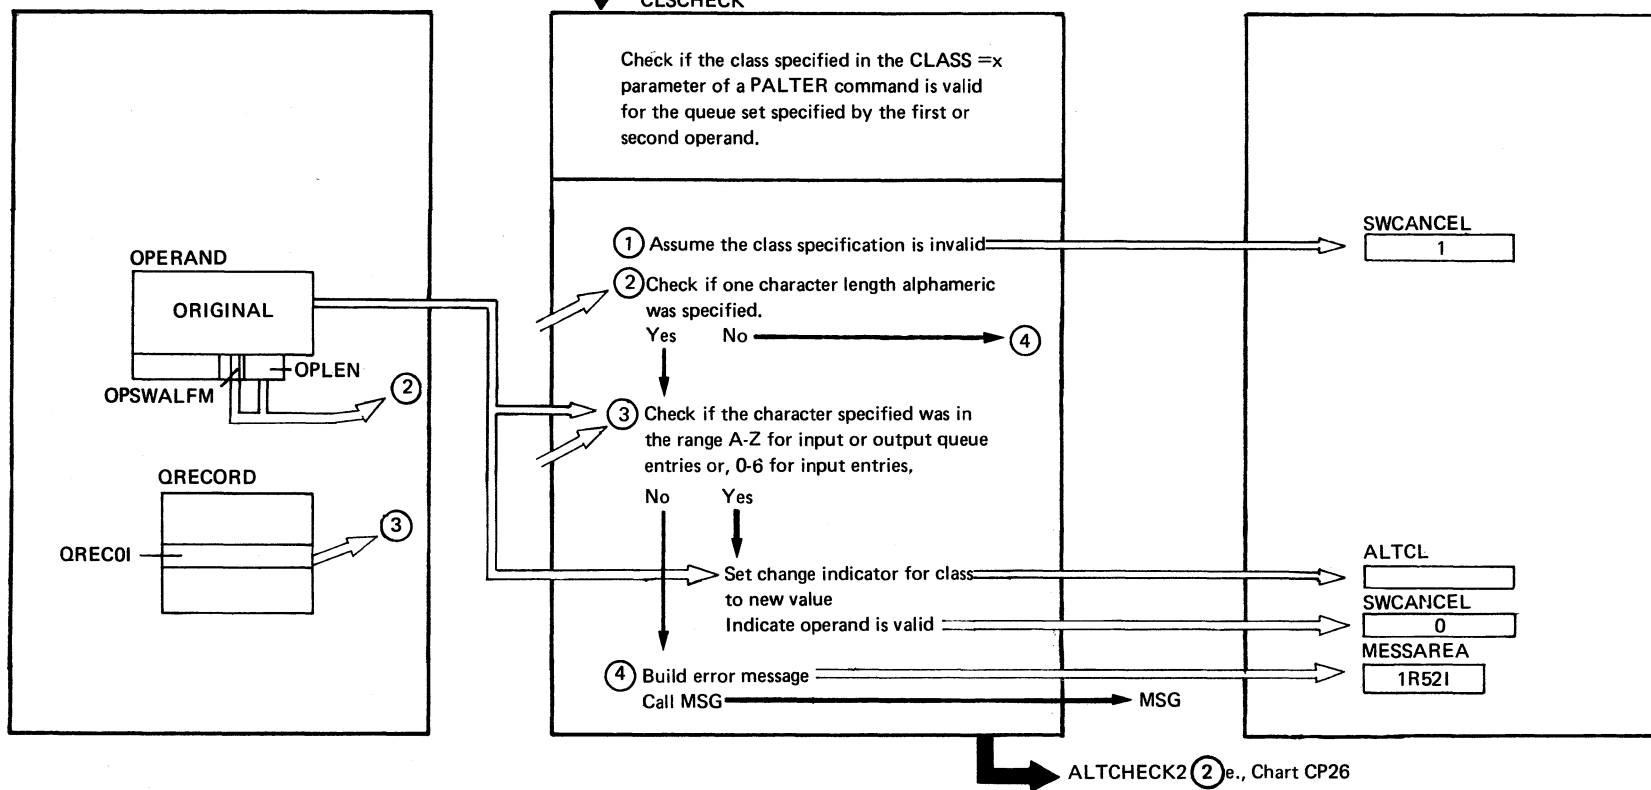 CLSCHECK
Check if the class specified in the CLASS =x
parameter of a PALTER command is valid
for the queue set specified by the first or
second operand.
OPERAND
ORIGINAL
OPLEN
OPSWALFM
2
QRECORD
QREC0I
3
1 Assume the class specification is invalid
2 Check if one character length alphameric
was specified.
Yes No
4
3 Check if the character specified was in
the range A-Z for input or output queue
entries or, 0-6 for input entries.
No Yes
Set change indicator for class
to new value
Indicate operand is valid
4 Build error message
Call MSG
MSG
SWCANCEL
1
ALTCL
SWCANCEL
0
MESSAREA
1R52I
ALTCHECK2 2 e., Chart CP26